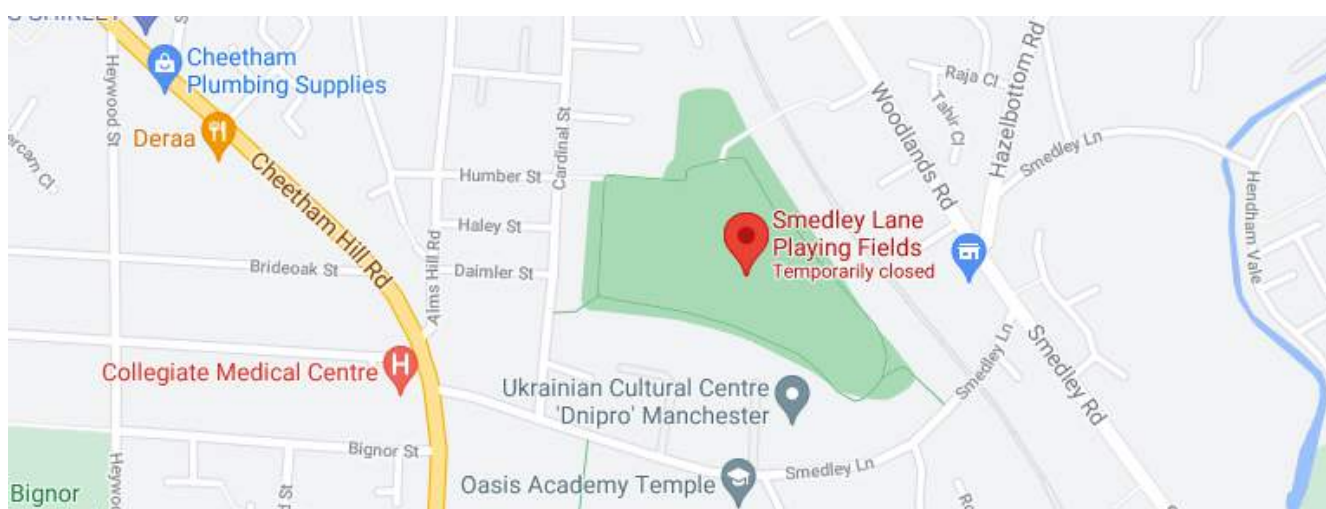 SHIRLEY
Cheetham
Plumbing Supplies
Deraa
Heywood St
Cheetham Hill Rd
Brideoak St
Collegiate Medical Centre
Bignor St
Bignor
Alms Hill Rd
Cardinal St
Humber St
Haley St
Daimler St
Smedley Lane
Playing Fields
Temporarily closed
Woodlands Rd
Raja Cl
Tahir Cl
Hazelbottom Rd
Smedley Ln
Hendham Vale
Smedley Rd
Smedley Ln
Ukrainian Cultural Centre
'Dnipro' Manchester
Oasis Academy Temple
Smedley Ln